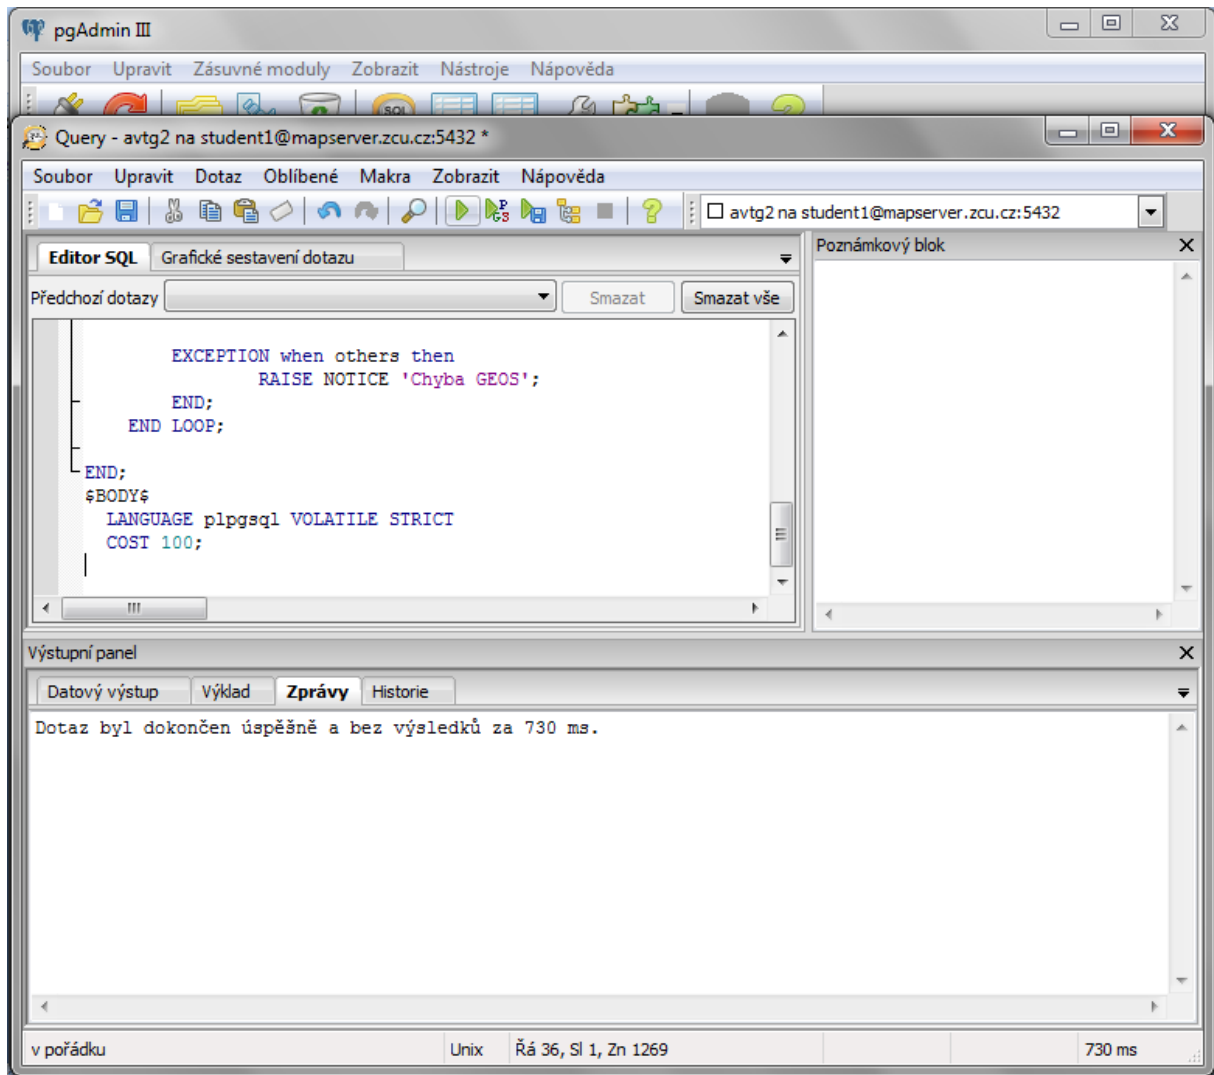 pgAdmin III
Soubor Upravit Zásuvné moduly Zobrazit Nástroje Nápověda
SQL
Query - avtg2 na student1@mapserver.zcu.cz:5432 *
Soubor Upravit Dotaz Oblíbené Makra Zobrazit Nápověda
avtg2 na student1@mapserver.zcu.cz:5432
Editor SQL Grafické sestavení dotazu
Poznámkový blok
Předchozí dotazy Smazat Smazat vše
EXCEPTION when others then
RAISE NOTICE 'Chyba GEOS';
END;
END LOOP;
END;
$BODY$
LANGUAGE plpgsql VOLATILE STRICT
COST 100;
Výstupní panel
Datový výstup Výklad Zprávy Historie
Dotaz byl dokončen úspěšně a bez výsledků za 730 ms.
v pořádku Unix Řá 36, Sl 1, Zn 1269 730 ms